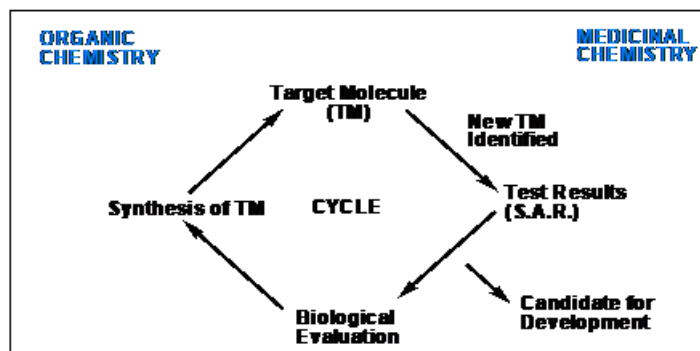 ORGANIC
CHEMISTRY
MEDICINAL
CHEMISTRY
Target Molecule
(TM)
New TM
Identified
Synthesis of TM
CYCLE
Test Results
(S.A.R.)
Biological
Evaluation
Candidate for
Development